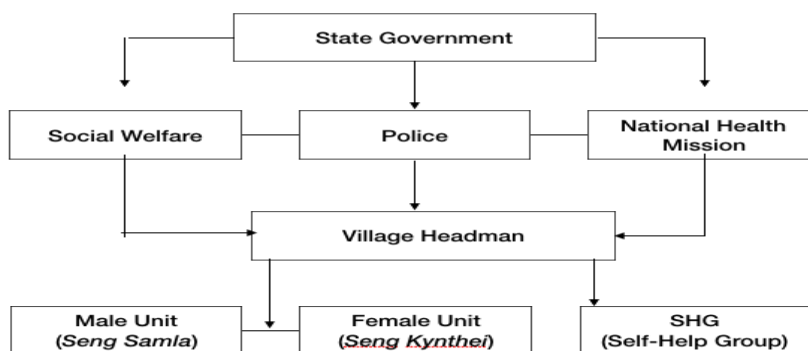 State Government
Social Welfare
Police
National Health
Mission
Village Headman
Male Unit
(Seng Samla)
Female Unit
(Seng Kynthei)
SHG
(Self-Help Group)